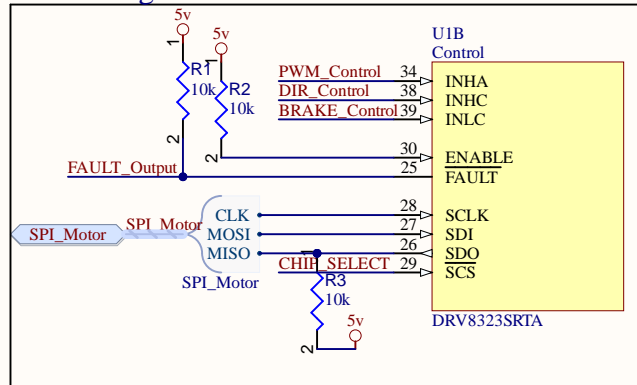 5v
5v
U1B
Control
1
R1
10k
2
1
R2
10k
2
PWM_Control
34
INHA
DIR_Control
38
INHC
BRAKE_Control
39
INLC
30
ENABLE
FAULT_Output
25
FAULT
CLK
28
SCLK
SPI_Motor
SPI_Motor
MOSI
27
SDI
MISO
26
SDO
1
CHIP_SELECT
29
SCS
SPI_Motor
R3
10k
2
5v
DRV8323SRTA